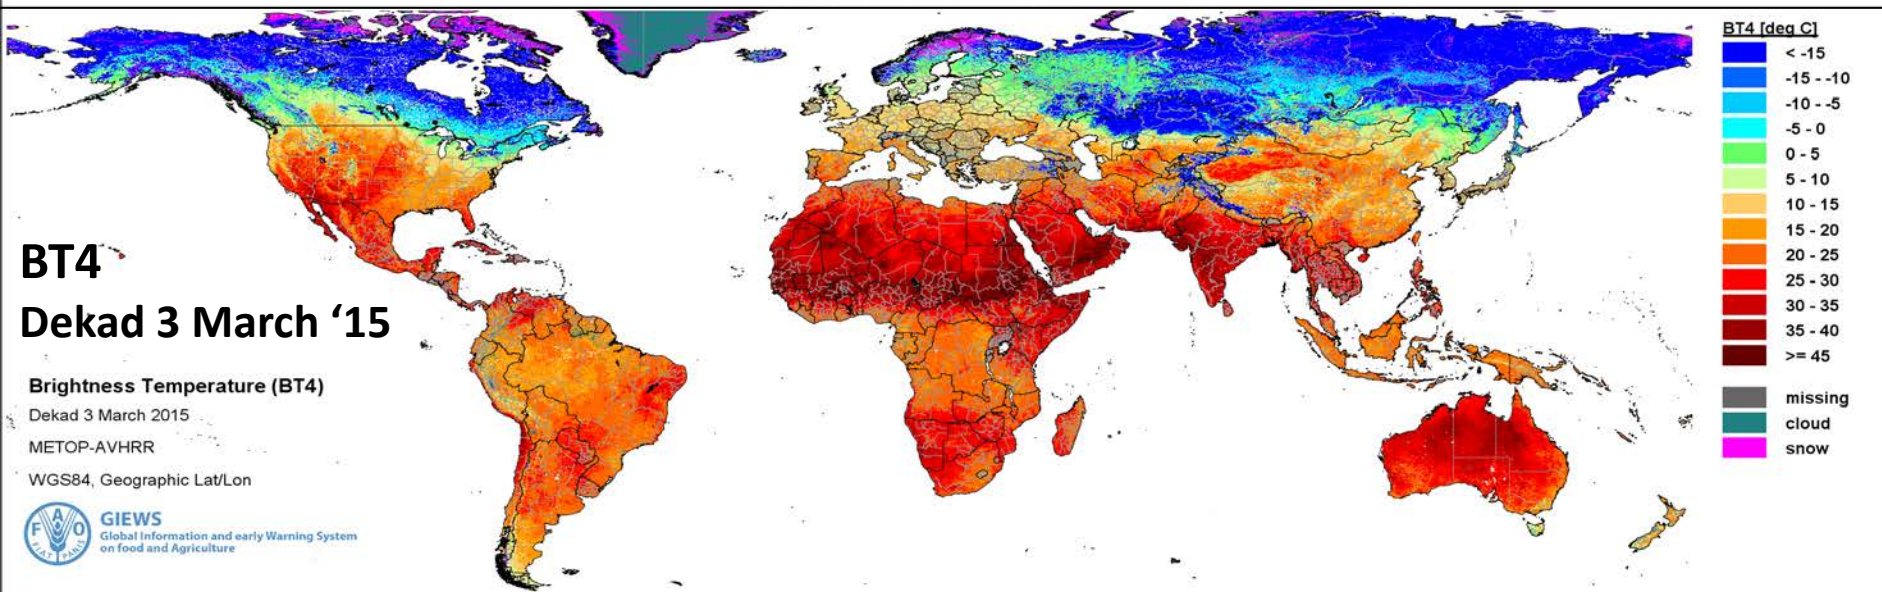 BT4
Dekad 3 March ‘15
Brightness Temperature (BT4)
Dekad 3 March 2015
METOP-AVHRR
WGS84, Geographic Lat/Lon
F A O
FIAT PANIS
GIEWS
Global Information and early Warning System
on food and Agriculture
BT4 [deg C]
< -15
-15 - -10
-10 - -5
-5 - 0
0 - 5
5 - 10
10 - 15
15 - 20
20 - 25
25 - 30
30 - 35
35 - 40
>= 45
missing
cloud
snow